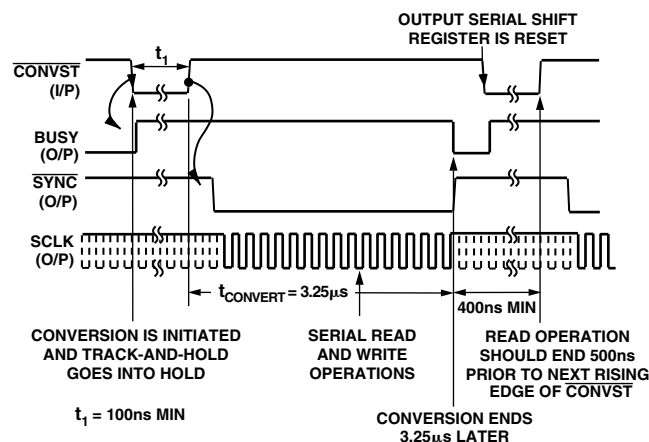 OUTPUT SERIAL SHIFT
REGISTER IS RESET
t1
CONVST
(I/P)
BUSY
(O/P)
SYNC
(O/P)
SCLK
(O/P)
tCONVERT = 3.25μs
400ns MIN
CONVERSION IS INITIATED
AND TRACK-AND-HOLD
GOES INTO HOLD
SERIAL READ
AND WRITE
OPERATIONS
READ OPERATION
SHOULD END 500ns
PRIOR TO NEXT RISING
EDGE OF CONVST
t1 = 100ns MIN
CONVERSION ENDS
3.25μs LATER